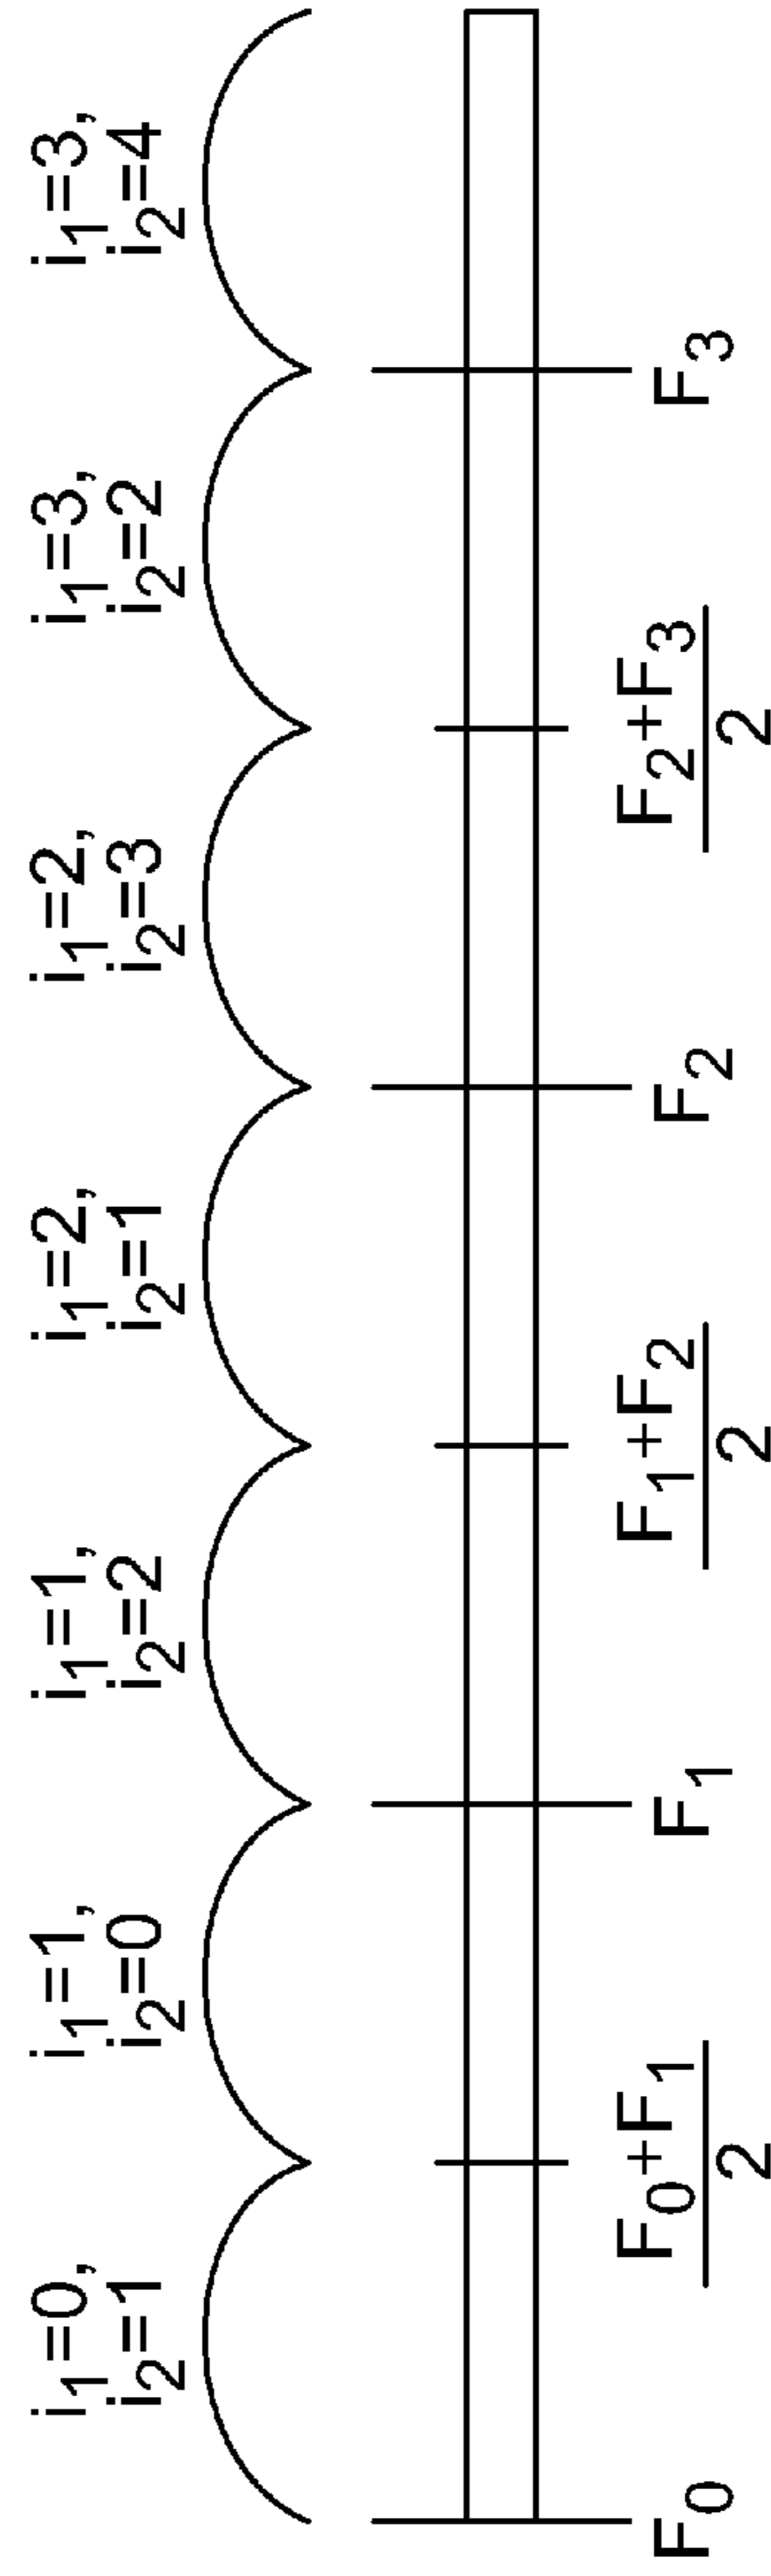 i₁=0,
i₂=1
i₁=1,
i₂=0
i₁=1,
i₂=2
i₁=2,
i₂=1
i₁=2,
i₂=3
i₁=3,
i₂=2
i₁=3,
i₂=4
F₀
F₀+F₁
2
F₁
F₁+F₂
2
F₂
F₂+F₃
2
F₃